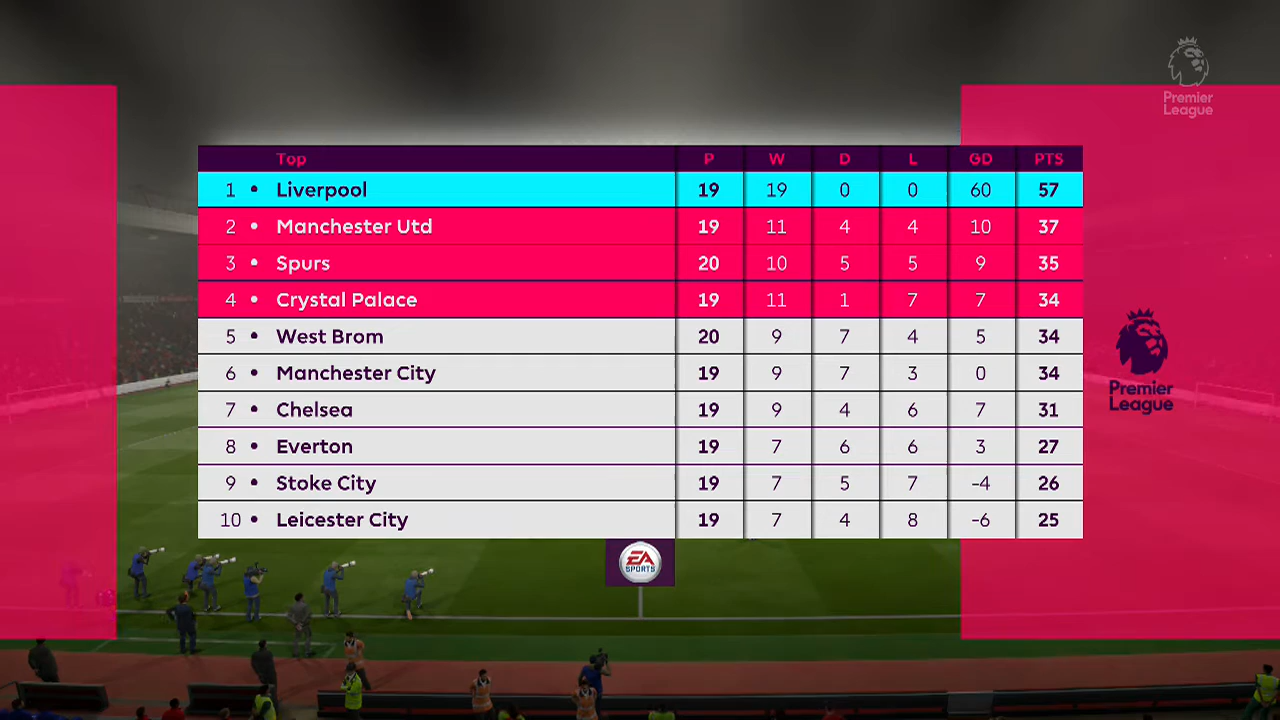 Premier
League
Top P W D L GD PTS
1 • Liverpool 19 19 0 0 60 57
2 • Manchester Utd 19 11 4 4 10 37
3 • Spurs 20 10 5 5 9 35
4 • Crystal Palace 19 11 1 7 7 34
5 • West Brom 20 9 7 4 5 34
6 • Manchester City 19 9 7 3 0 34
7 • Chelsea 19 9 4 6 7 31
8 • Everton 19 7 6 6 3 27
9 • Stoke City 19 7 5 7 -4 26
10 • Leicester City 19 7 4 8 -6 25
Premier
League
EA
SPORTS